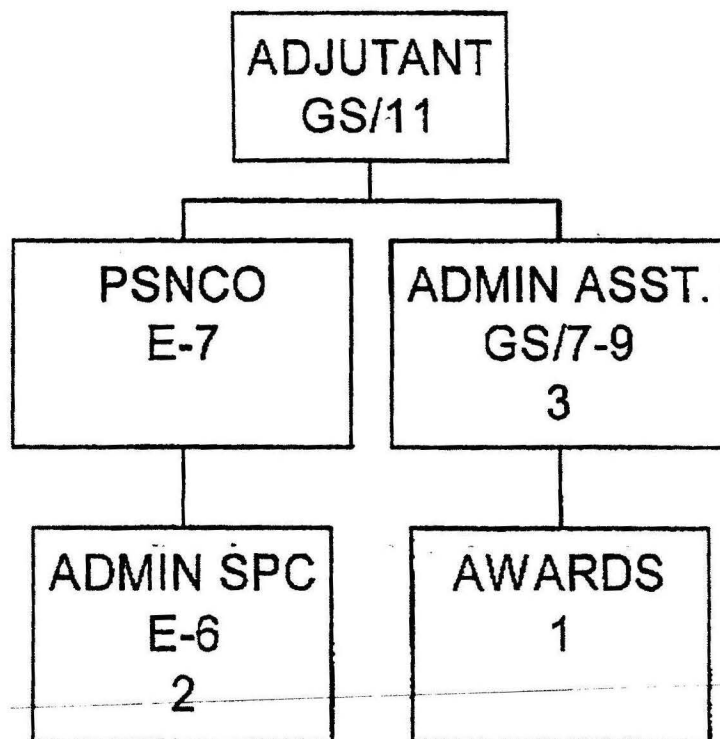 ADJUTANT
GS/11
PSNCO
E-7
ADMIN ASST.
GS/7-9
3
ADMIN SPC
E-6
2
AWARDS
1